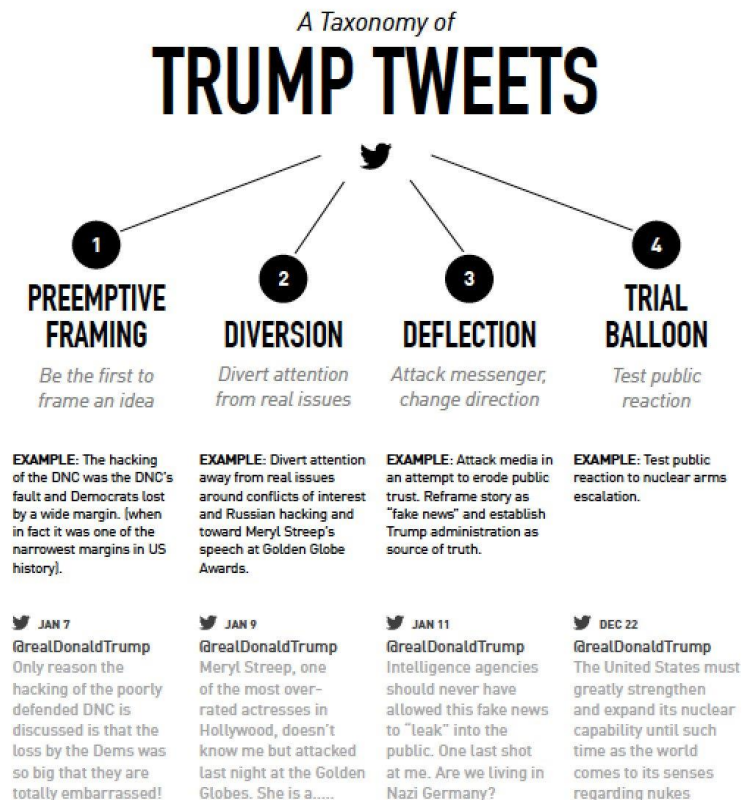 A Taxonomy of
TRUMP TWEETS
1
PREEMPTIVE
FRAMING
Be the first to
frame an idea
EXAMPLE: The hacking
of the DNC was the DNC's
fault and Democrats lost
by a wide margin. (when
in fact it was one of the
narrowest margins in US
history).
JAN 7
@realDonaldTrump
Only reason the
hacking of the poorly
defended DNC is
discussed is that the
loss by the Dems was
so big that they are
totally embarrassed!
2
DIVERSION
Divert attention
from real issues
EXAMPLE: Divert attention
away from real issues
around conflicts of interest
and Russian hacking and
toward Meryl Streep's
speech at Golden Globe
Awards.
JAN 9
@realDonaldTrump
Meryl Streep, one
of the most over-
rated actresses in
Hollywood, doesn't
know me but attacked
last night at the Golden
Globes. She is a.....
3
DEFLECTION
Attack messenger,
change direction
EXAMPLE: Attack media in
an attempt to erode public
trust. Reframe story as
"fake news" and establish
Trump administration as
source of truth.
JAN 11
@realDonaldTrump
Intelligence agencies
should never have
allowed this fake news
to "leak" into the
public. One last shot
at me. Are we living in
Nazi Germany?
4
TRIAL
BALLOON
Test public
reaction
EXAMPLE: Test public
reaction to nuclear arms
escalation.
DEC 22
@realDonaldTrump
The United States must
greatly strengthen
and expand its nuclear
capability until such
time as the world
comes to its senses
regarding nukes